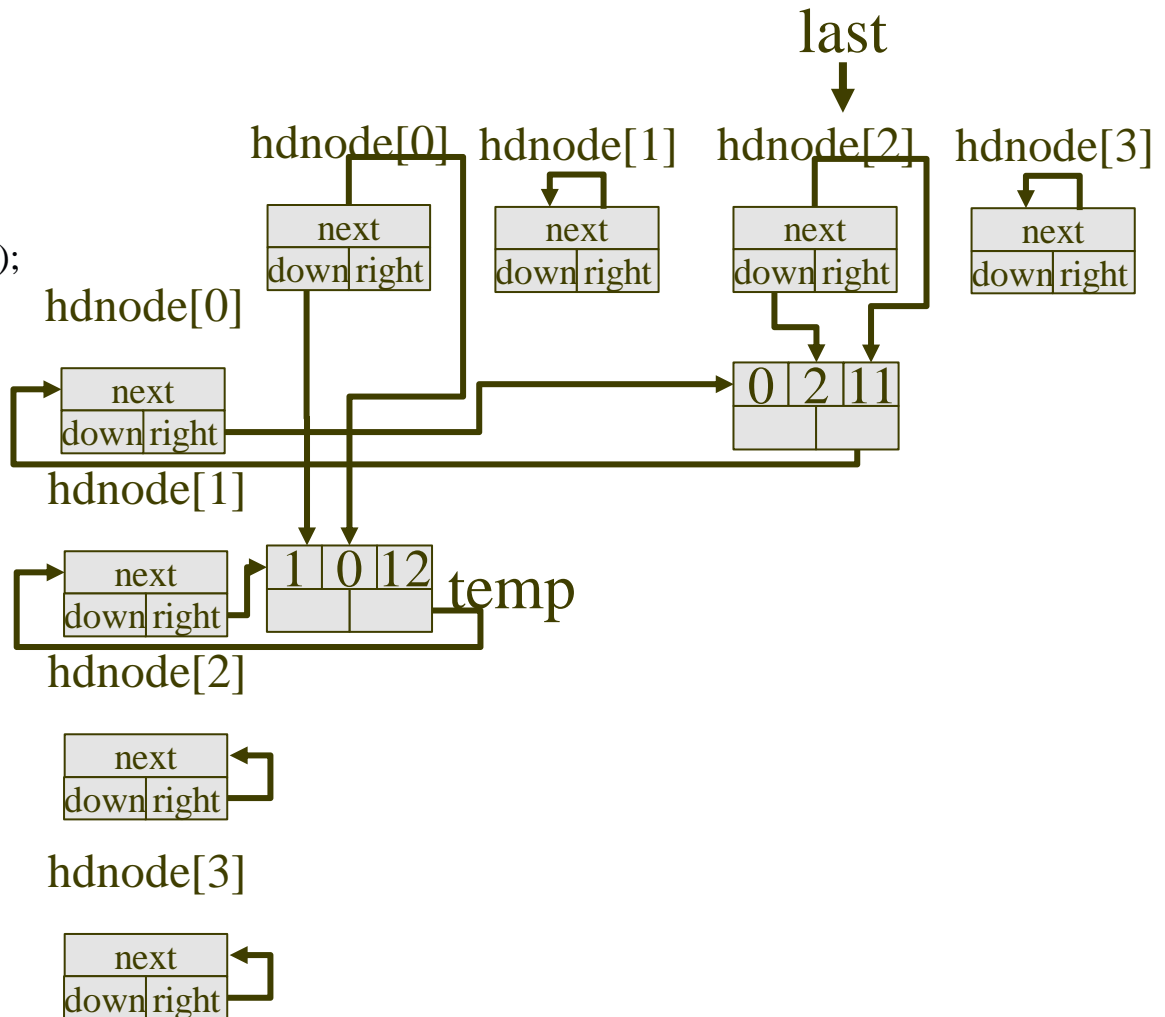 last
hdnode[0] hdnode[1] hdnode[2] hdnode[3]
next next next next
down right down right down right down right
);
hdnode[0]
next
down right
0 2 11
hdnode[1]
next
down right
1 0 12
temp
hdnode[2]
next
down right
hdnode[3]
next
down right